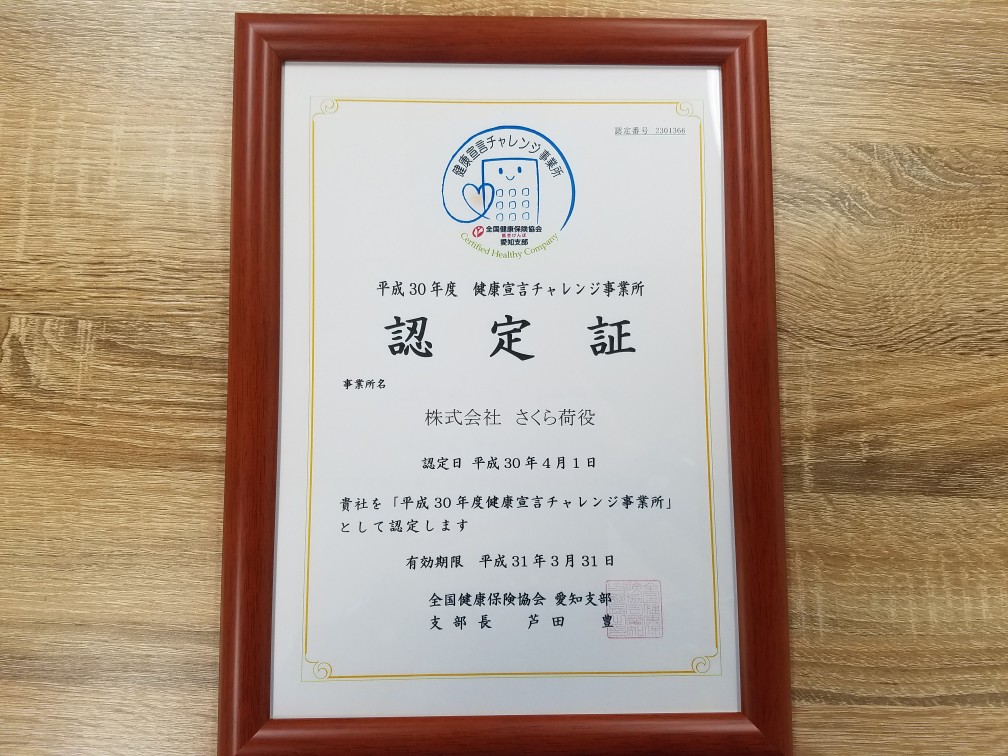 認定番号 2301366
健康宣言チャレンジ事業所
全国健康保険協会
協会けんぽ
愛知支部
Certified Healthy Company
平成30年度 健康宣言チャレンジ事業所
認定証
事業所名
株式会社 さくら荷役
認定日 平成30年4月1日
貴社を「平成30年度健康宣言チャレンジ事業所」
として認定します
有効期限 平成31年3月31日
全国健康保険協会 愛知支部
支部長 芦田 豊